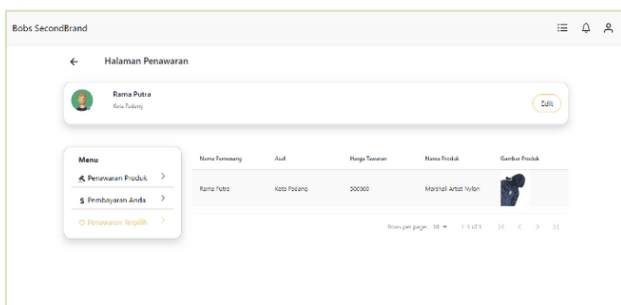 Bobs SecondBrand
Halaman Penawaran
Rama Putra
Kota Padang
Edit
Menu
Penawaran Produk
$ Pembayaran Anda
Penawaran Terpilih
Nama Penawang Asal Harga Tawaran Nama Produk Gambar Produk
Rama Putra Kota Padang 500000 Marshall Artist Nylon
Rows per page: 10 1-1 of 1